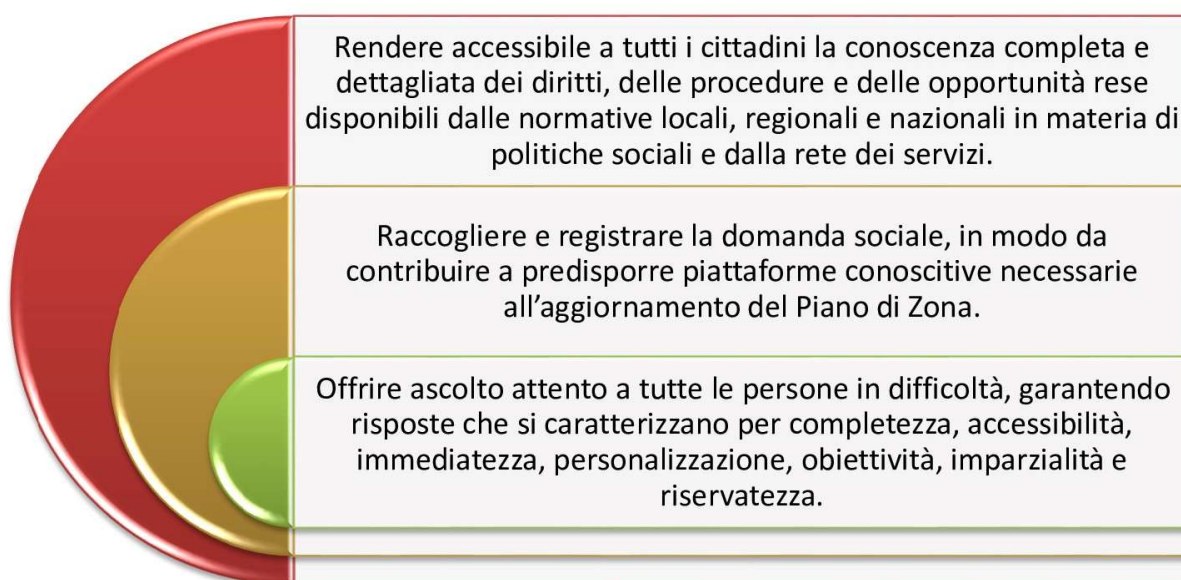 Rendere accessibile a tutti i cittadini la conoscenza completa e
dettagliata dei diritti, delle procedure e delle opportunità rese
disponibili dalle normative locali, regionali e nazionali in materia di
politiche sociali e dalla rete dei servizi.
Raccogliere e registrare la domanda sociale, in modo da
contribuire a predisporre piattaforme conoscitive necessarie
all’aggiornamento del Piano di Zona.
Offrire ascolto attento a tutte le persone in difficoltà, garantendo
risposte che si caratterizzano per completezza, accessibilità,
immediatezza, personalizzazione, obiettività, imparzialità e
riservatezza.